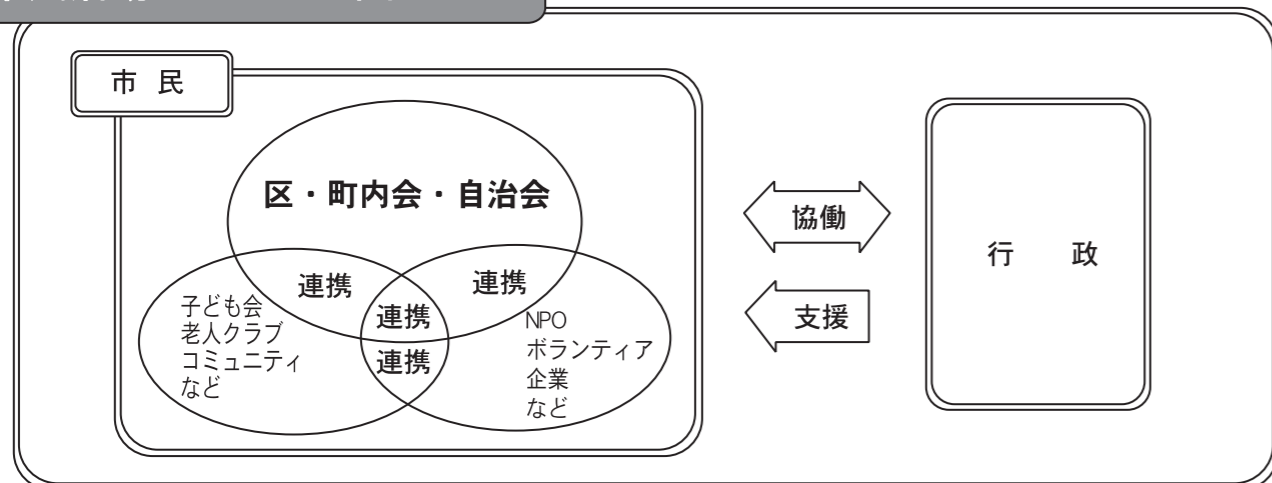 市 民
区・町内会・自治会
連携
連携
連携
連携
子ども会
老人クラブ
コミュニティ
など
NPO
ボランティア
企業
など
協働
支援
行 政